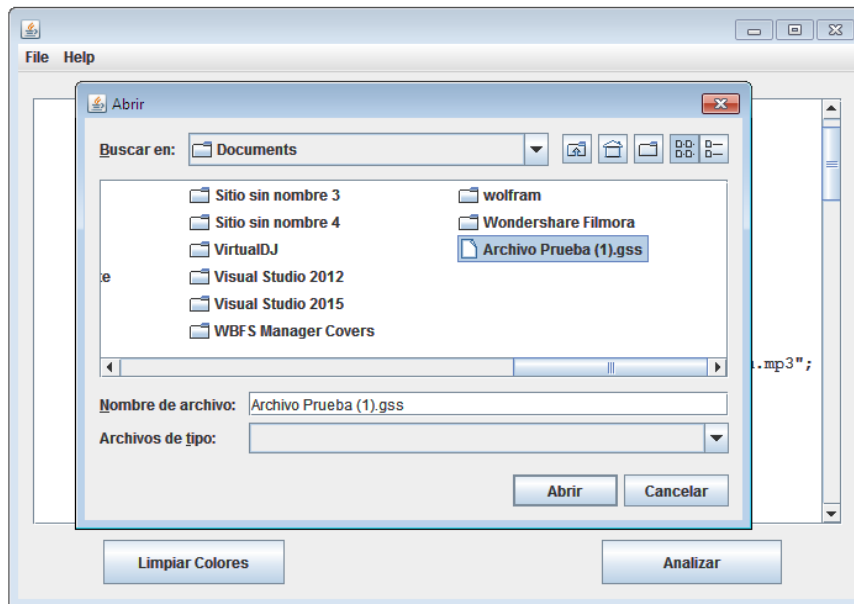 File Help
Abrir
Buscar en: Documents
Sitio sin nombre 3 wolfram
Sitio sin nombre 4 Wondershare Filmora
VirtualDJ Archivo Prueba (1).gss
Visual Studio 2012
Visual Studio 2015
WBFS Manager Covers
.mp3";
Nombre de archivo: Archivo Prueba (1).gss
Archivos de tipo:
Abrir Cancelar
Limpiar Colores Analizar